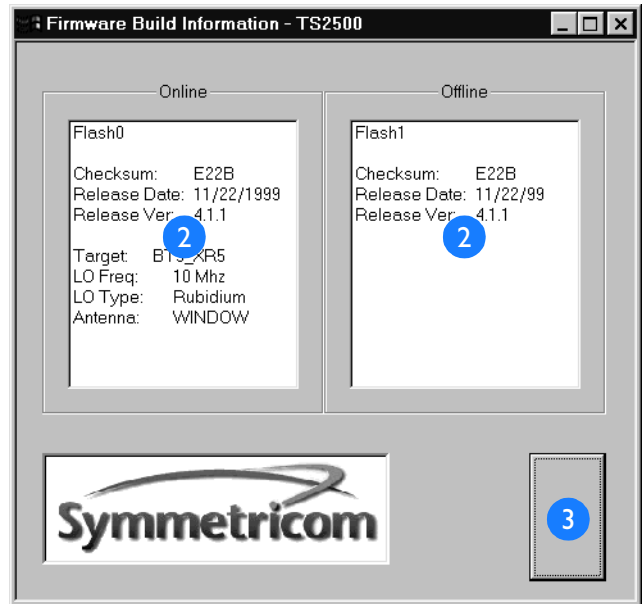 Firmware Build Information - TS2500
Online
Flash0
Checksum: E22B
Release Date: 11/22/1999
Release Ver: 4.1.1
2
Target: BTS_XR5
LO Freq: 10 Mhz
LO Type: Rubidium
Antenna: WINDOW
Offline
Flash1
Checksum: E22B
Release Date: 11/22/99
Release Ver: 4.1.1
2
Symmetricom
3